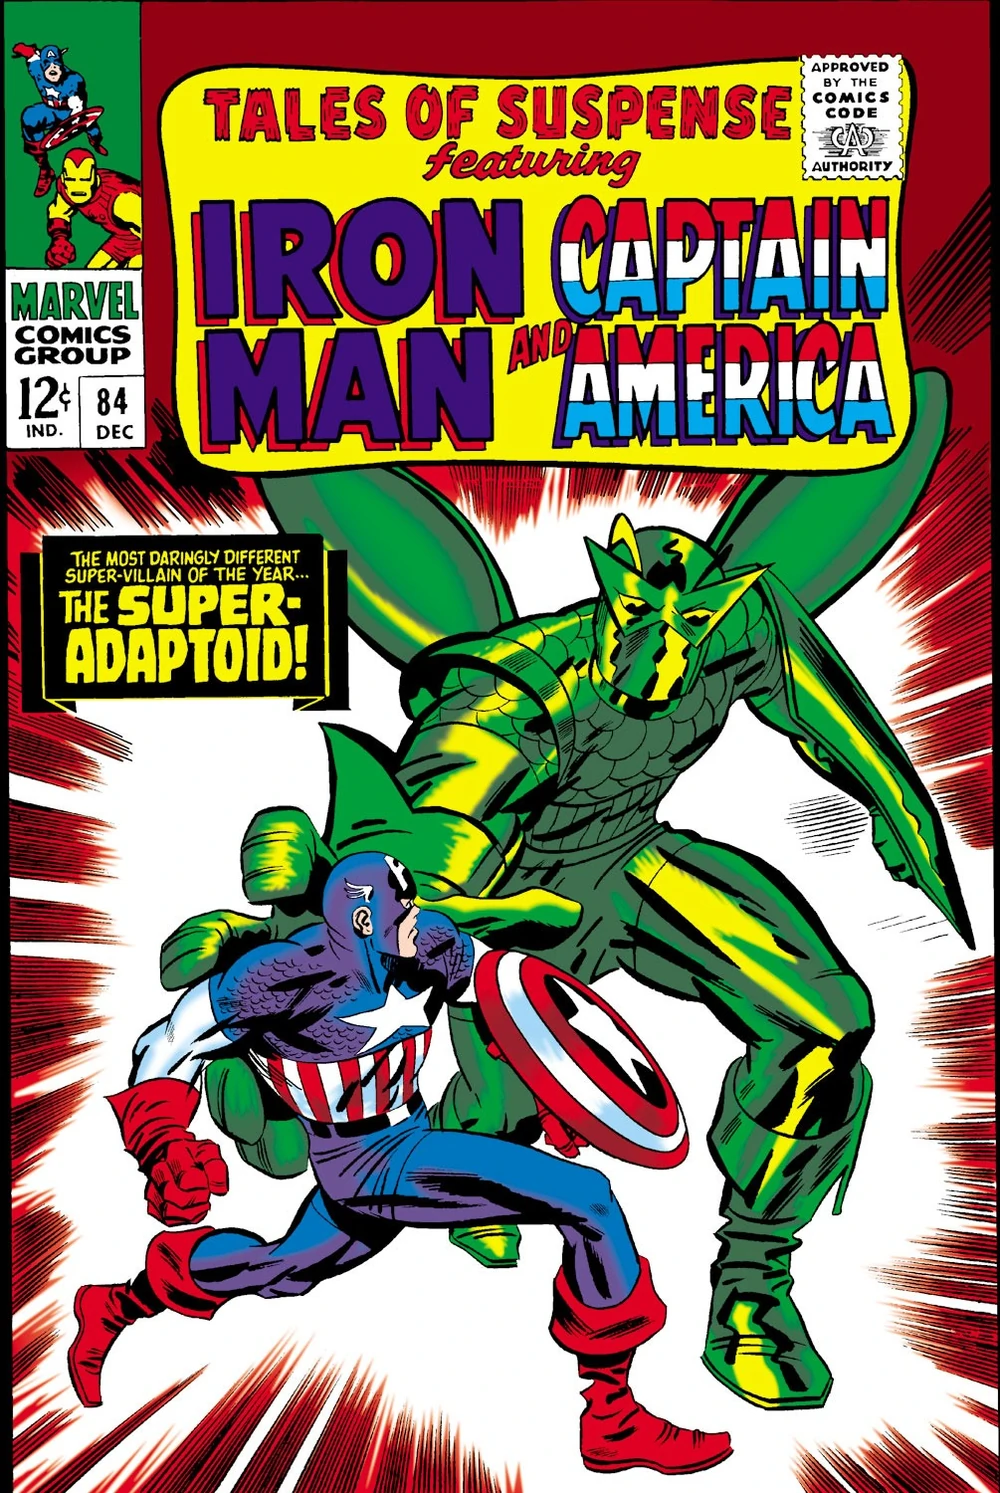 TALES OF SUSPENSE
featuring
IRON MAN
AND
CAPTAIN AMERICA
APPROVED
BY THE
COMICS
CODE
CA
AUTHORITY
MARVEL
COMICS
GROUP
12¢
IND.
84
DEC
THE MOST DARINGLY DIFFERENT
SUPER-VILLAIN OF THE YEAR...
THE SUPER-
ADAPTOID!
A